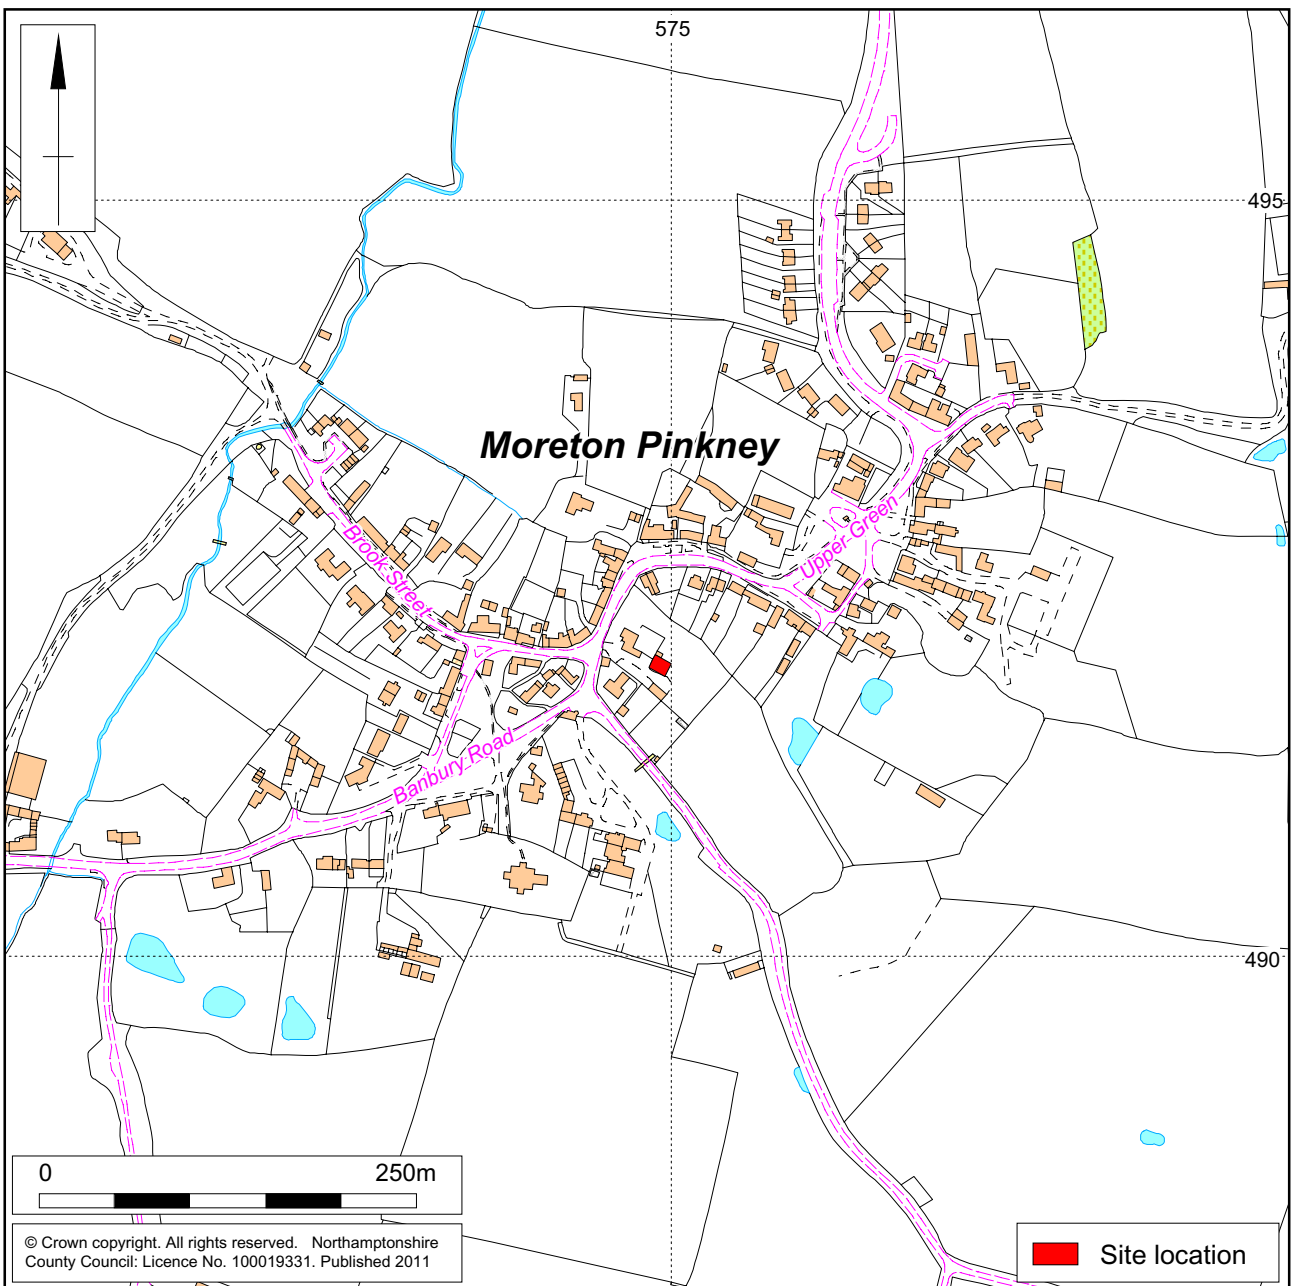 575
495
Moreton Pinkney
Upper Green
Brook Street
Banbury Road
490
0 250m
© Crown copyright. All rights reserved. Northamptonshire
County Council: Licence No. 100019331. Published 2011
Site location